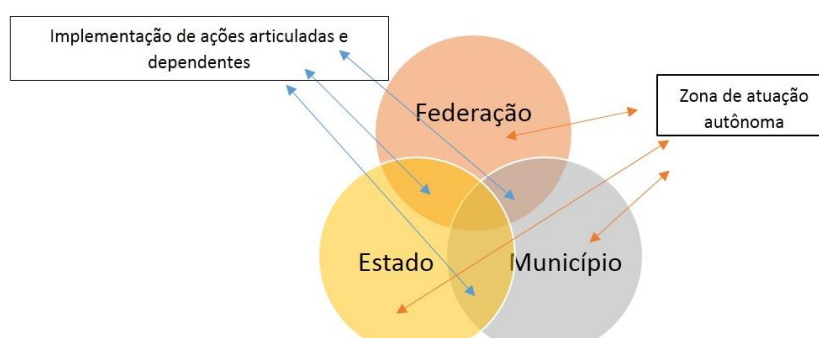 Implementação de ações articuladas e
dependentes
Federação
Zona de atuação
autônoma
Estado
Município